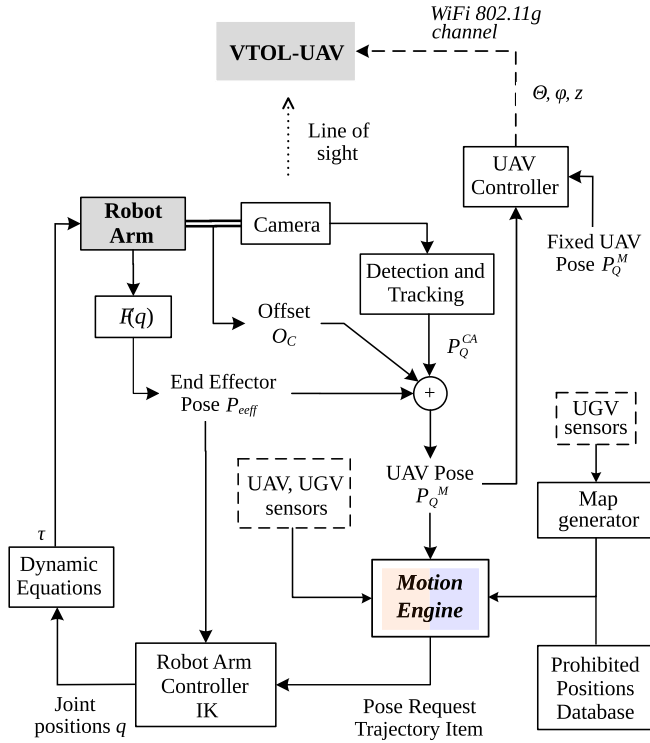 WiFi 802.11g
channel
VTOL-UAV
Θ, φ, z
Line of
sight
UAV
Controller
Robot
Arm
Camera
Fixed UAV
Pose P_Q^M
Detection and
Tracking
F(q)
Offset
O_C
P_Q^CA
End Effector
Pose P_eeff
+
UGV
sensors
UAV Pose
P_Q^M
UAV, UGV
sensors
Map
generator
τ
Dynamic
Equations
Motion
Engine
Robot Arm
Controller
IK
Prohibited
Positions
Database
Joint
positions q
Pose Request
Trajectory Item